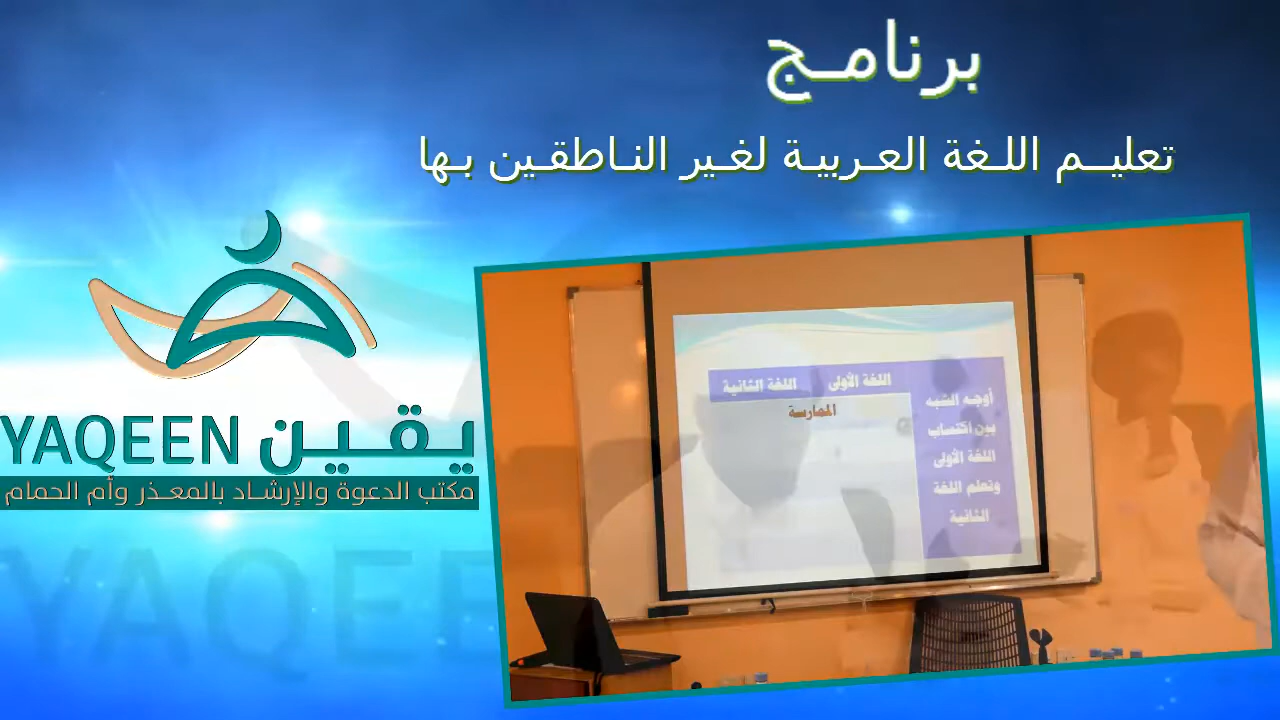 برنامـج
تعليـم اللـغة العـربيـة لغـير النـاطقـين بـها
YAQEEN يـقـيـن
مكتب الدعوة والإرشـاد بالمعـذر وأم الحمام
اللغة الأولى اللغة الثانية
الممارسة
أوجه الشبه
بين اكتساب
اللغة الأولى
وتعلم اللغة
الثانية
YAQEE